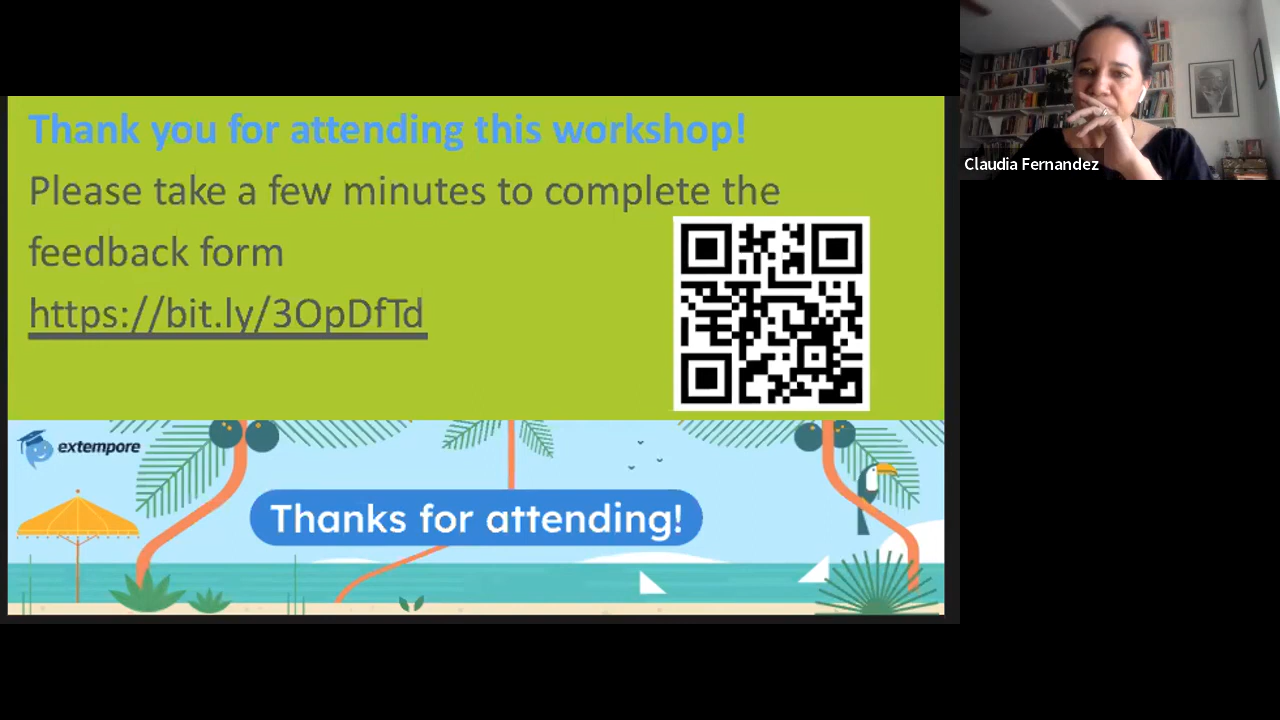 Thank you for attending this workshop!
Please take a few minutes to complete the
feedback form
https://bit.ly/3OpDfTd
extempore
Thanks for attending!
Claudia Fernandez